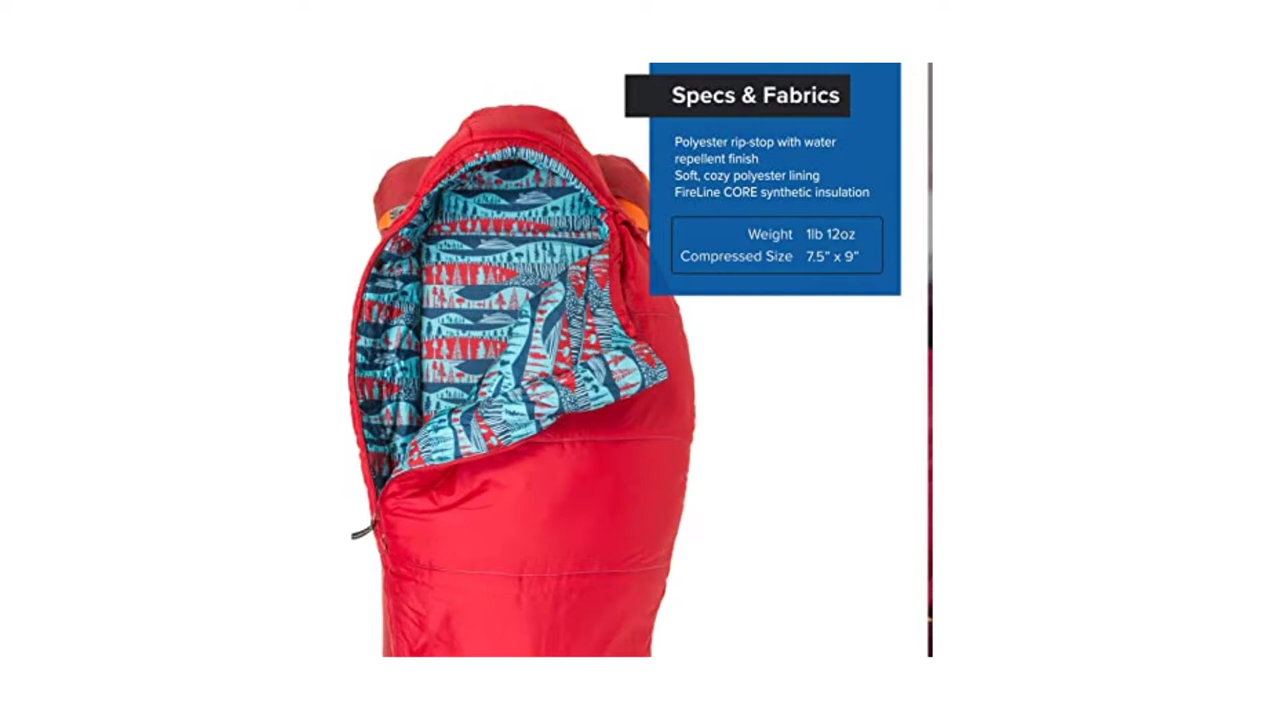 Specs & Fabrics
Polyester rip-stop with water
repellent finish
Soft, cozy polyester lining
FireLine CORE synthetic insulation
Weight 1lb 12oz
Compressed Size 7.5” x 9”